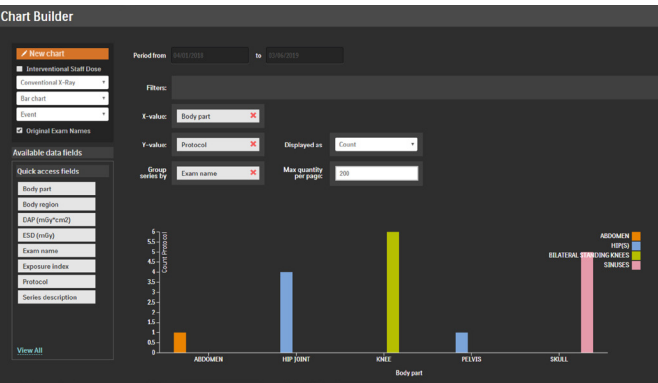 Chart Builder
New chart
Interventional Staff Dose
Conventional X-Ray
Bar chart
Event
Original Exam Names
Available data fields
Quick access fields
Body part
Body region
DAP (mGy*cm2)
ESD (mGy)
Exam name
Exposure index
Protocol
Series description
View All
Period from
to
Filters:
X-value: Body part
Y-value: Protocol Displayed as Count
Group series by Exam name Max quantity per page: 200
Count Protocol
6
5.5
5
4.5
4
3.5
3
2.5
2
1.5
1
0.5
0
ABDOMEN HIP JOINT KNEE PELVIS SKULL
Body part
ABDOMEN
HIP(S)
BILATERAL STANDING KNEES
SINUSES